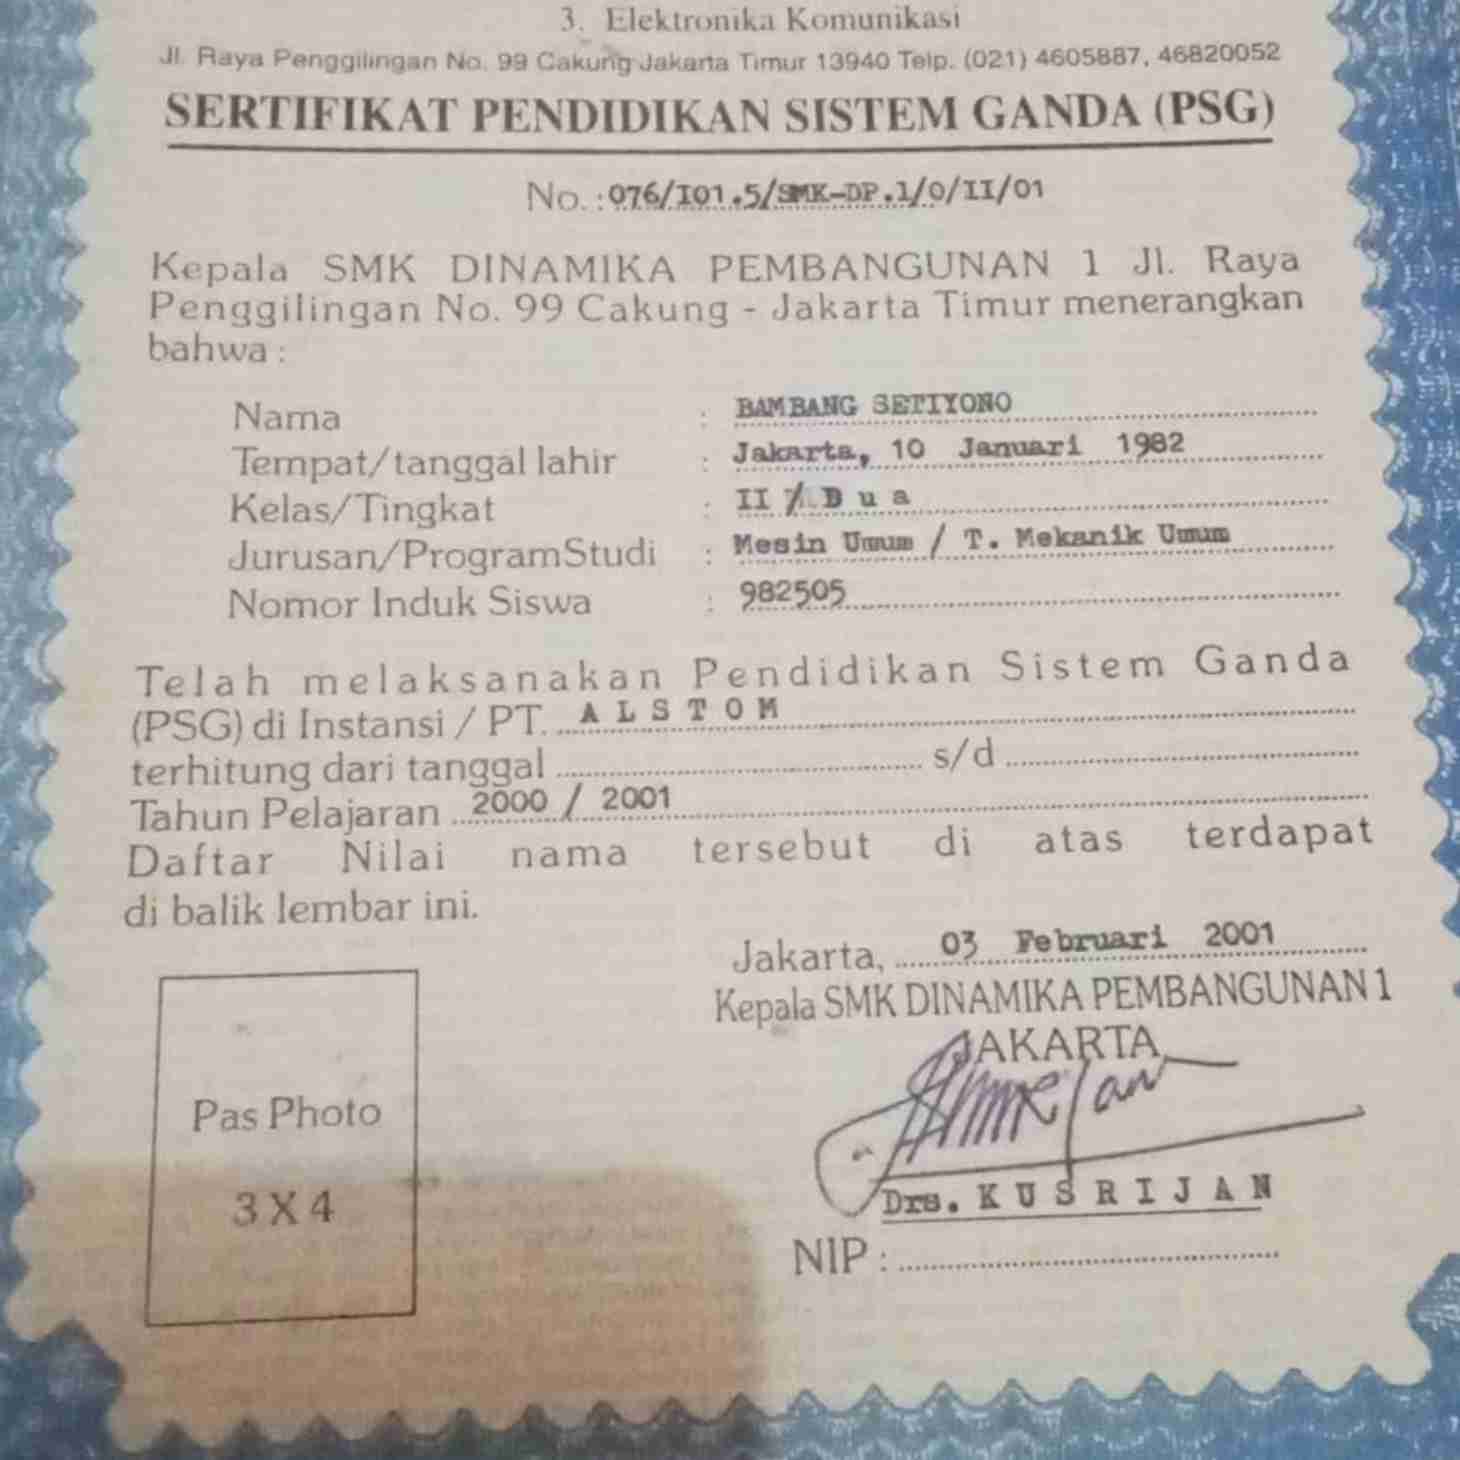 3. Elektronika Komunikasi
Jl. Raya Penggilingan No. 99 Cakung Jakarta Timur 13940 Telp. (021) 4605887, 46820052
SERTIFIKAT PENDIDIKAN SISTEM GANDA (PSG)
No. : 076/I01.5/SMK-DP.1/O/II/01
Kepala SMK DINAMIKA PEMBANGUNAN 1 Jl. Raya
Penggilingan No. 99 Cakung - Jakarta Timur menerangkan
bahwa :
Nama : BAMBANG SETIYONO
Tempat/tanggal lahir : Jakarta, 10 Januari 1982
Kelas/Tingkat : II / Dua
Jurusan/Program Studi : Mesin Umum / T. Mekanik Umum
Nomor Induk Siswa : 982505
Telah melaksanakan Pendidikan Sistem Ganda
(PSG) di Instansi / PT. ALSTOM
terhitung dari tanggal ........ s/d ........
Tahun Pelajaran 2000 / 2001
Daftar Nilai nama tersebut di atas terdapat
di balik lembar ini.
Jakarta, 03 Februari 2001
Kepala SMK DINAMIKA PEMBANGUNAN 1
JAKARTA
Pas Photo
3 X 4
Drs. KUSRIJAN
NIP : ........